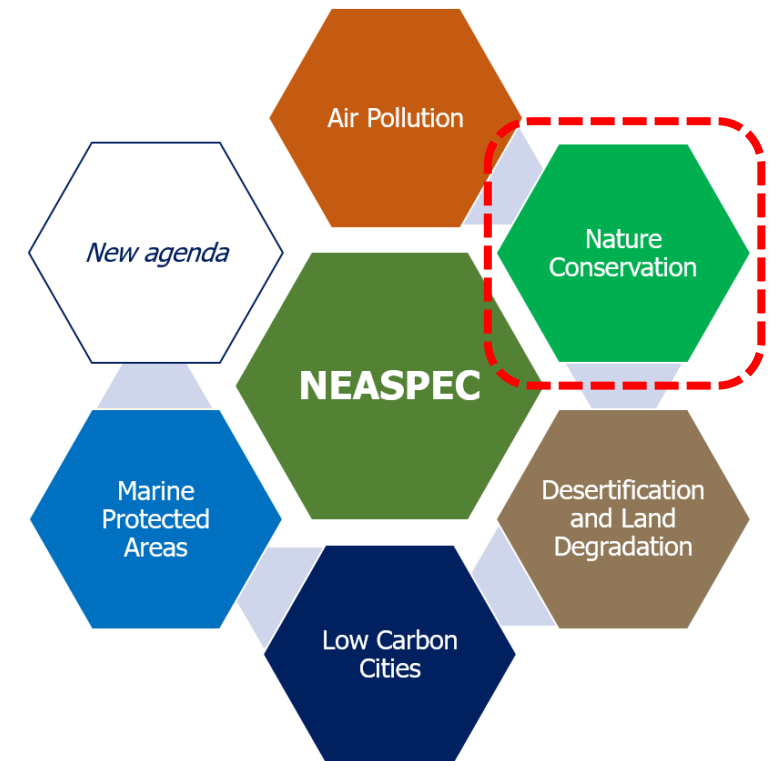 Air Pollution
Nature
Conservation
New agenda
NEASPEC
Desertification
and Land
Degradation
Marine
Protected
Areas
Low Carbon
Cities